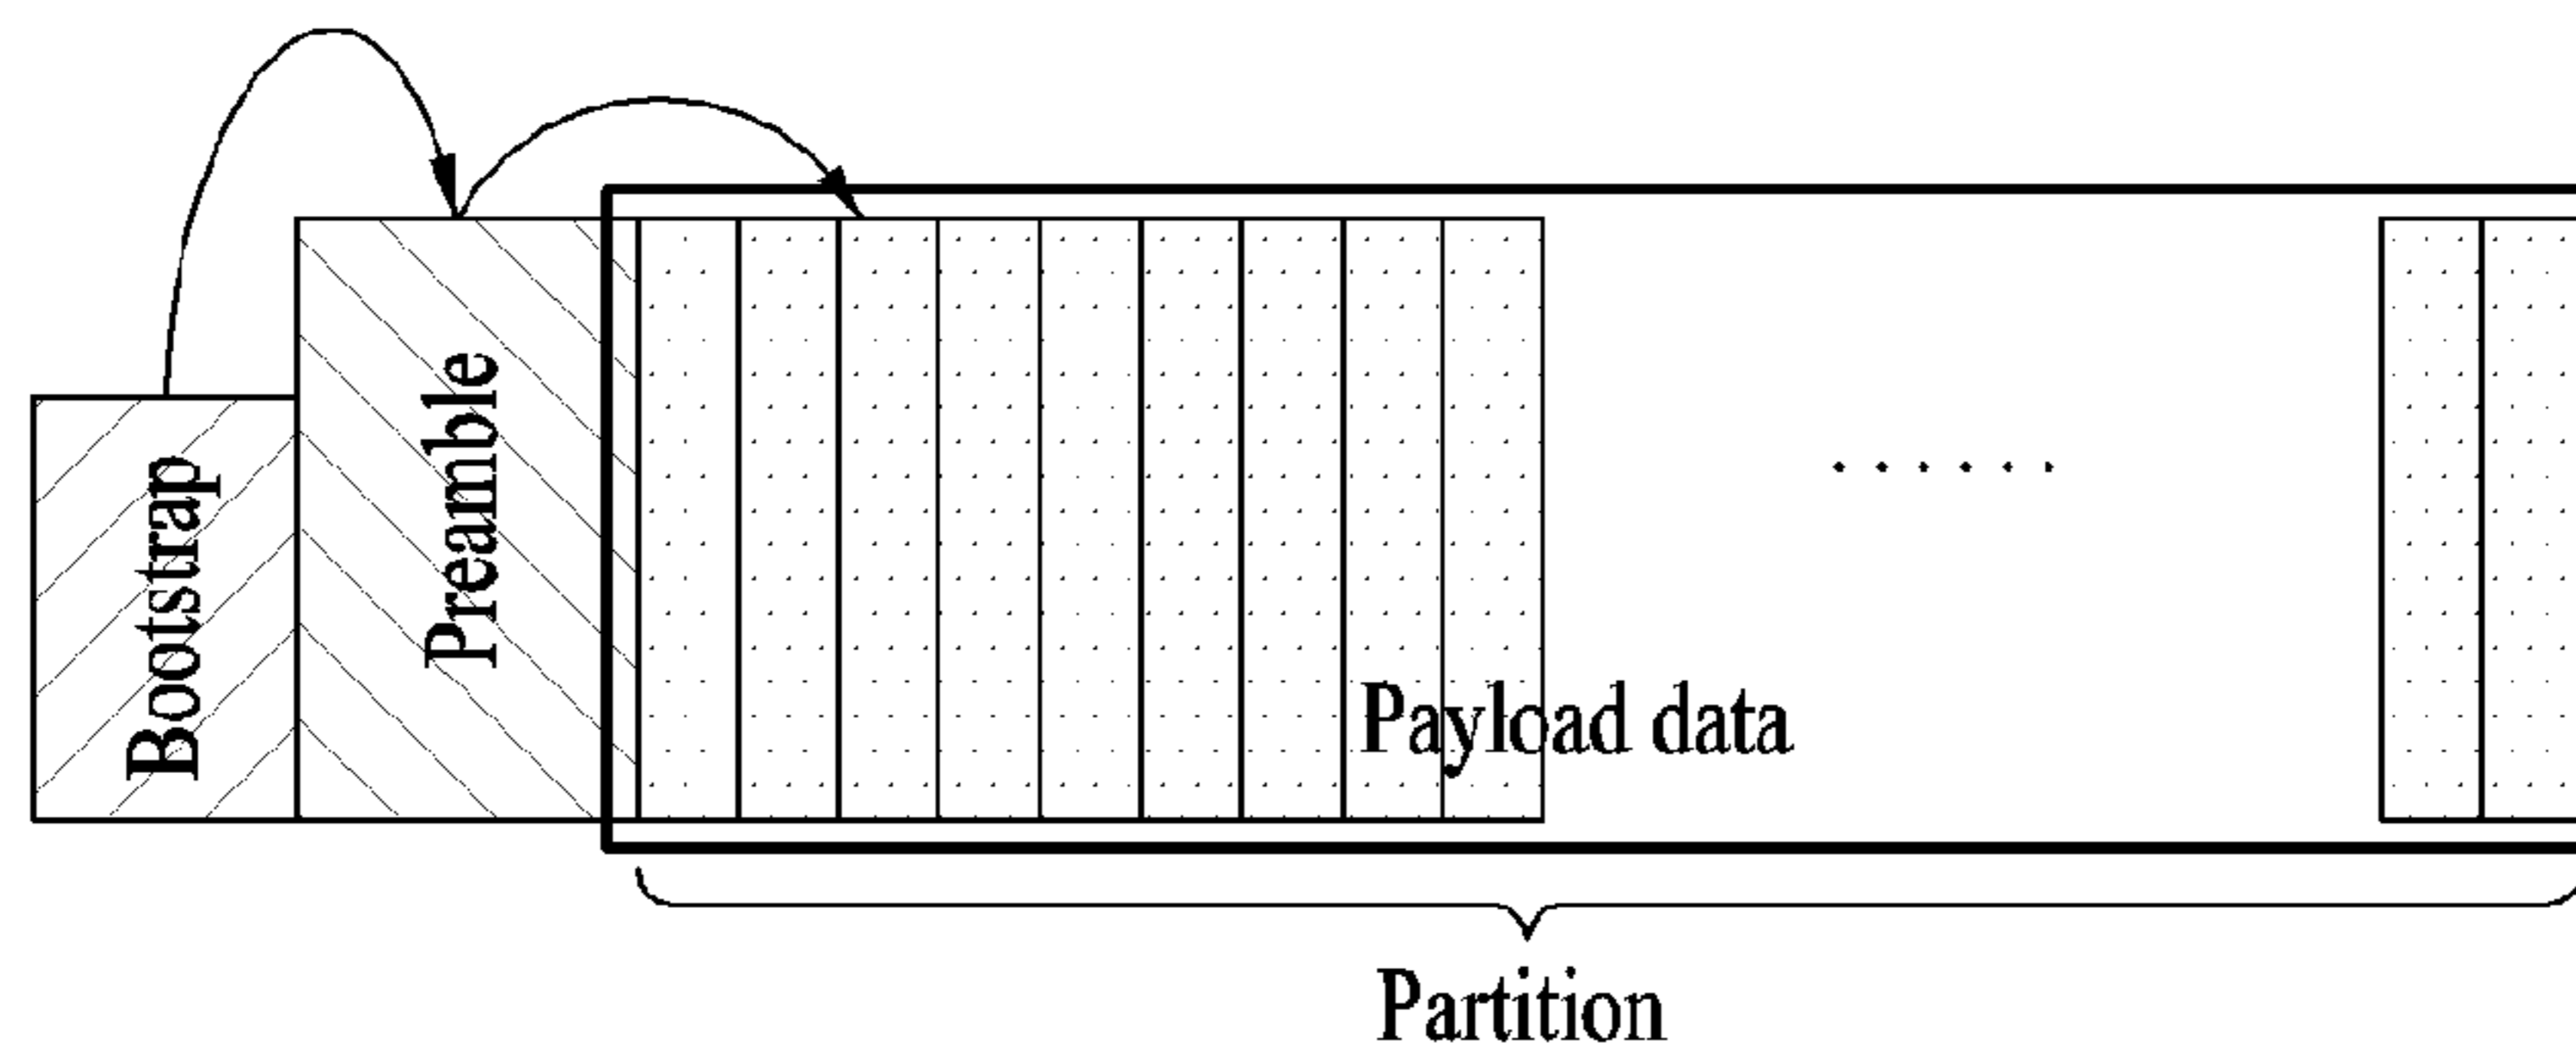 Bootstrap
Preamble
......
Payload data
Partition